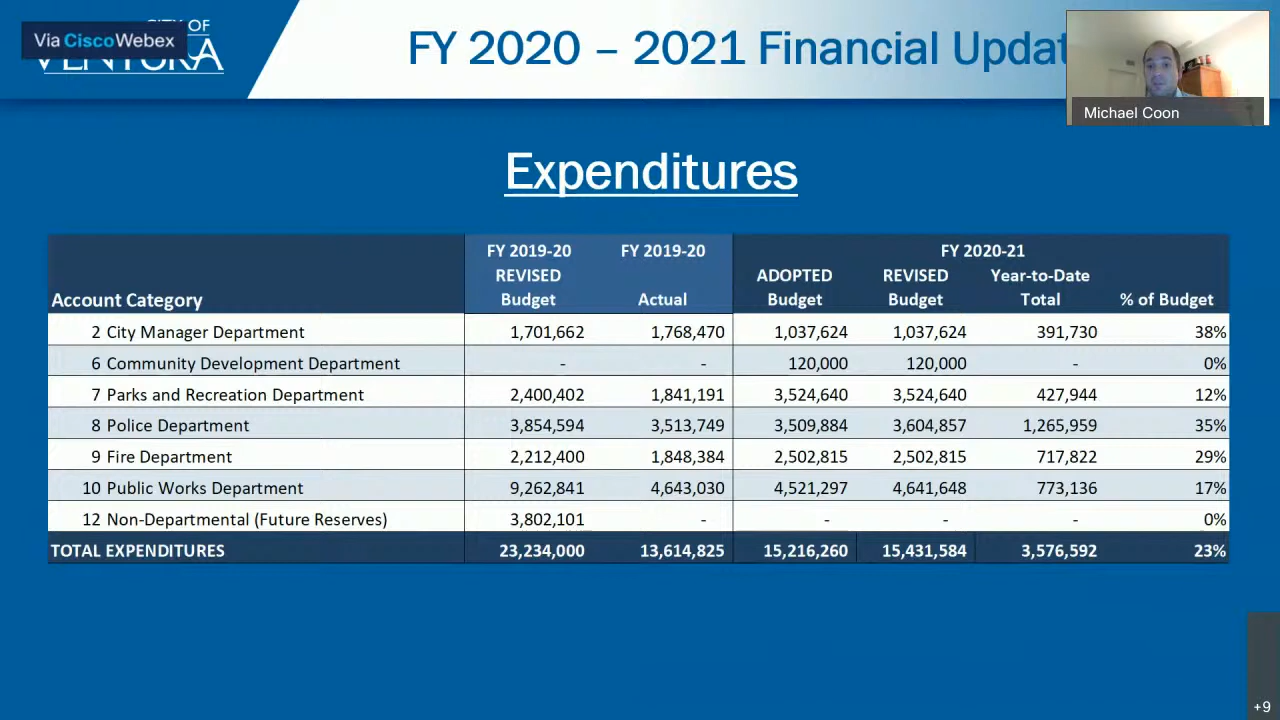 CITY OF
VENTURA
Via Cisco Webex
FY 2020 – 2021 Financial Updat
Michael Coon
Expenditures
FY 2019-20 FY 2019-20 FY 2020-21
REVISED ADOPTED REVISED Year-to-Date
Account Category Budget Actual Budget Budget Total % of Budget
2 City Manager Department 1,701,662 1,768,470 1,037,624 1,037,624 391,730 38%
6 Community Development Department - - 120,000 120,000 - 0%
7 Parks and Recreation Department 2,400,402 1,841,191 3,524,640 3,524,640 427,944 12%
8 Police Department 3,854,594 3,513,749 3,509,884 3,604,857 1,265,959 35%
9 Fire Department 2,212,400 1,848,384 2,502,815 2,502,815 717,822 29%
10 Public Works Department 9,262,841 4,643,030 4,521,297 4,641,648 773,136 17%
12 Non-Departmental (Future Reserves) 3,802,101 - - - - 0%
TOTAL EXPENDITURES 23,234,000 13,614,825 15,216,260 15,431,584 3,576,592 23%
+9